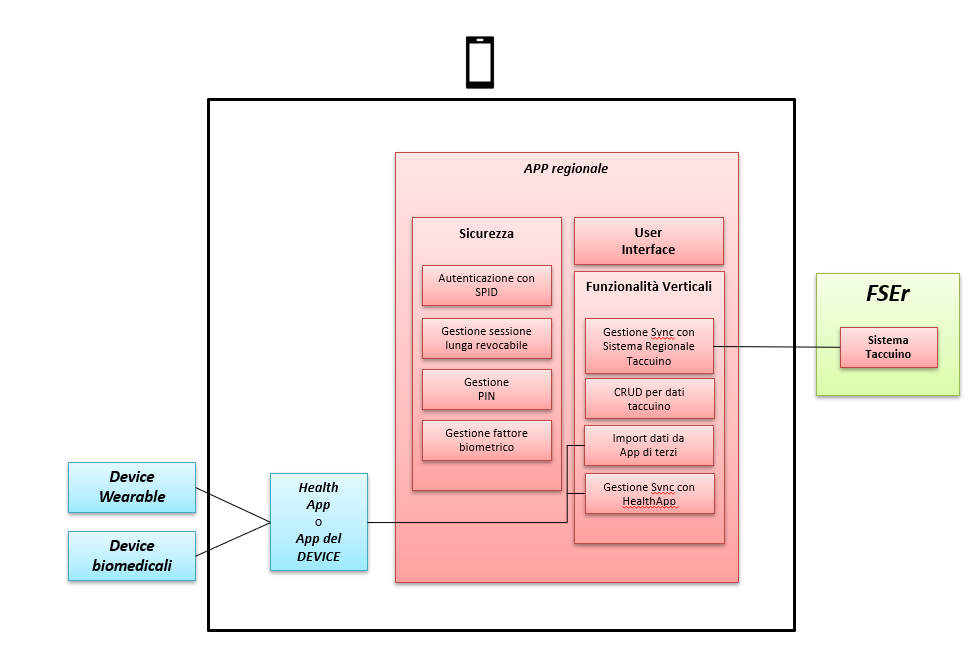 APP regionale
Sicurezza
Autenticazione con
SPID
Gestione sessione
lunga revocabile
Gestione
PIN
Gestione fattore
biometrico
User
Interface
Funzionalità Verticali
Gestione Sync con
Sistema Regionale
Taccuino
CRUD per dati
taccuino
Import dati da
App di terzi
Gestione Sync con
HealthApp
FSEr
Sistema
Taccuino
Device
Wearable
Device
biomedicali
Health
App
o
App del
DEVICE